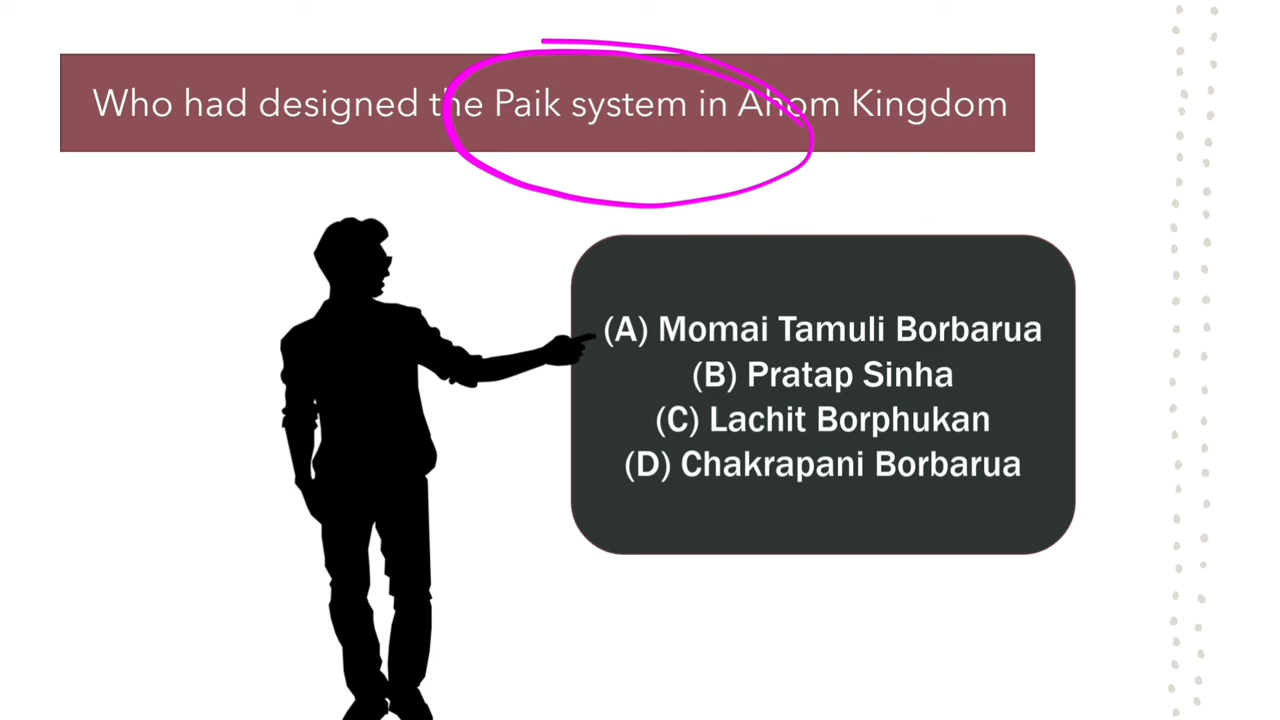 Who had designed the Paik system in Ahom Kingdom
(A) Momai Tamuli Borbarua
(B) Pratap Sinha
(C) Lachit Borphukan
(D) Chakrapani Borbarua